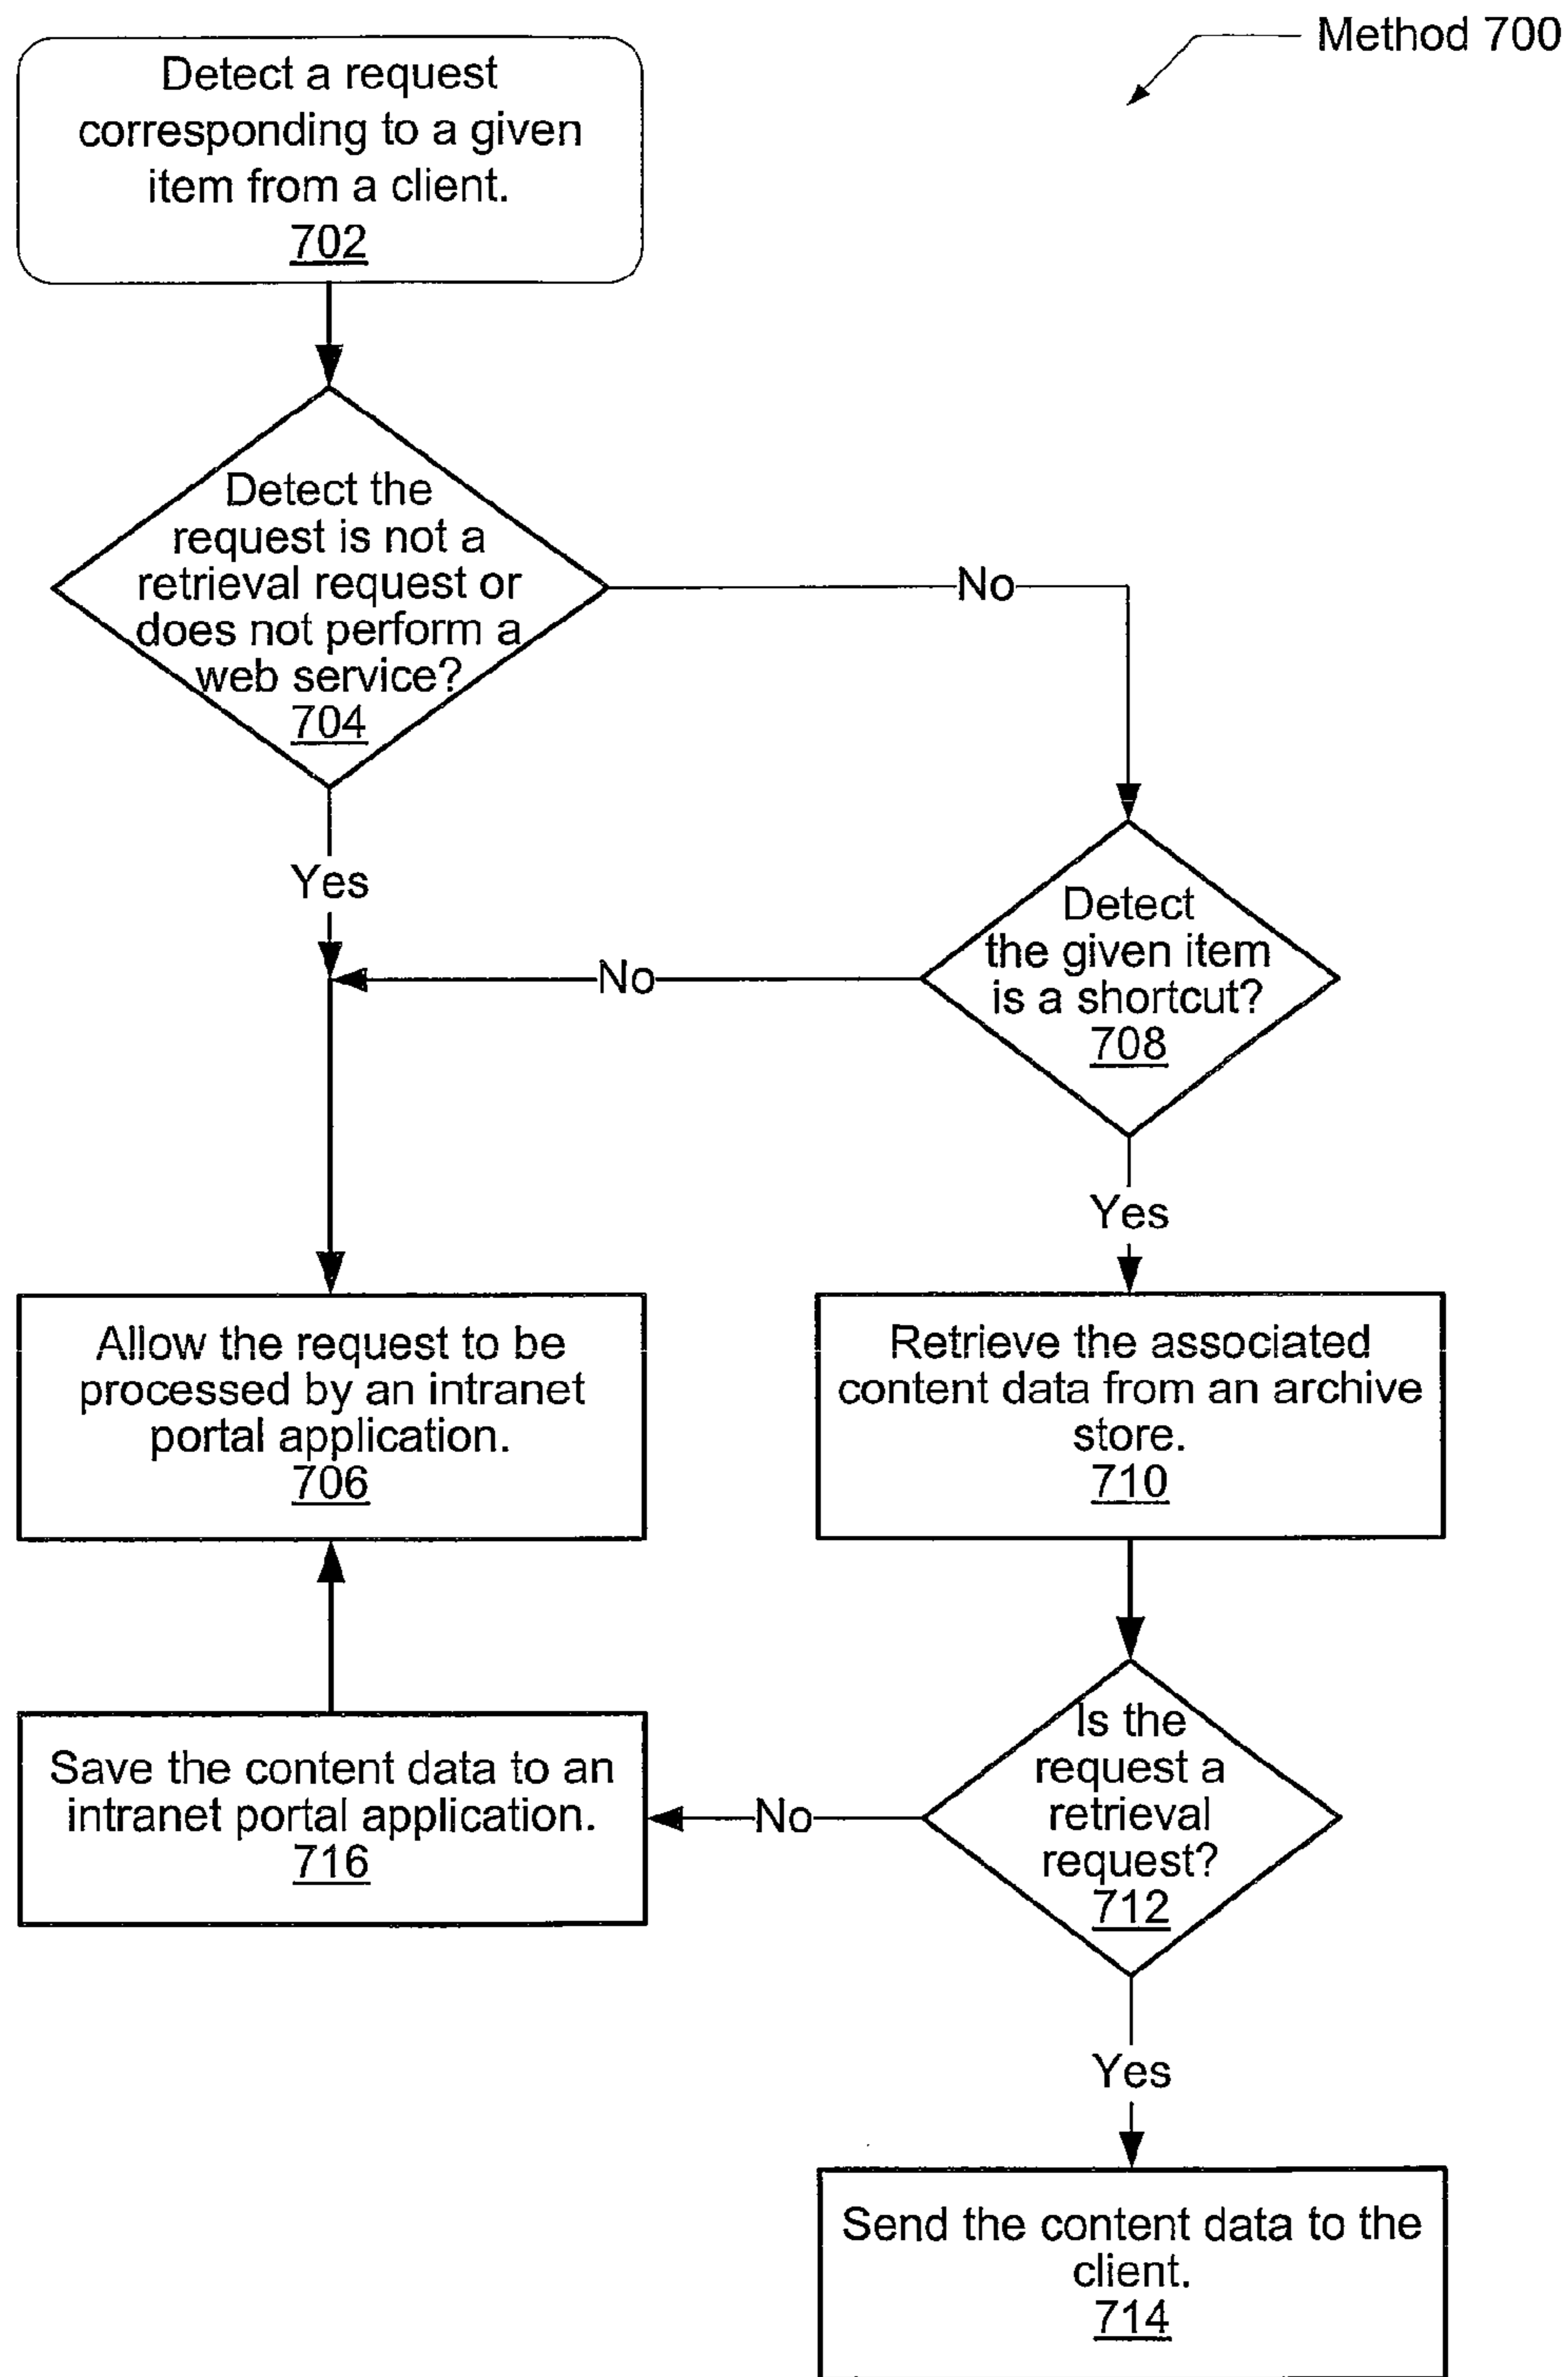 Method 700
Detect a request
corresponding to a given
item from a client.
702
Detect the
request is not a
retrieval request or
does not perform a
web service?
704
No
Yes
Detect
the given item
is a shortcut?
708
No
Yes
Allow the request to be
processed by an intranet
portal application.
706
Retrieve the associated
content data from an archive
store.
710
Is the
request a
retrieval
request?
712
No
Save the content data to an
intranet portal application.
716
Yes
Send the content data to the
client.
714